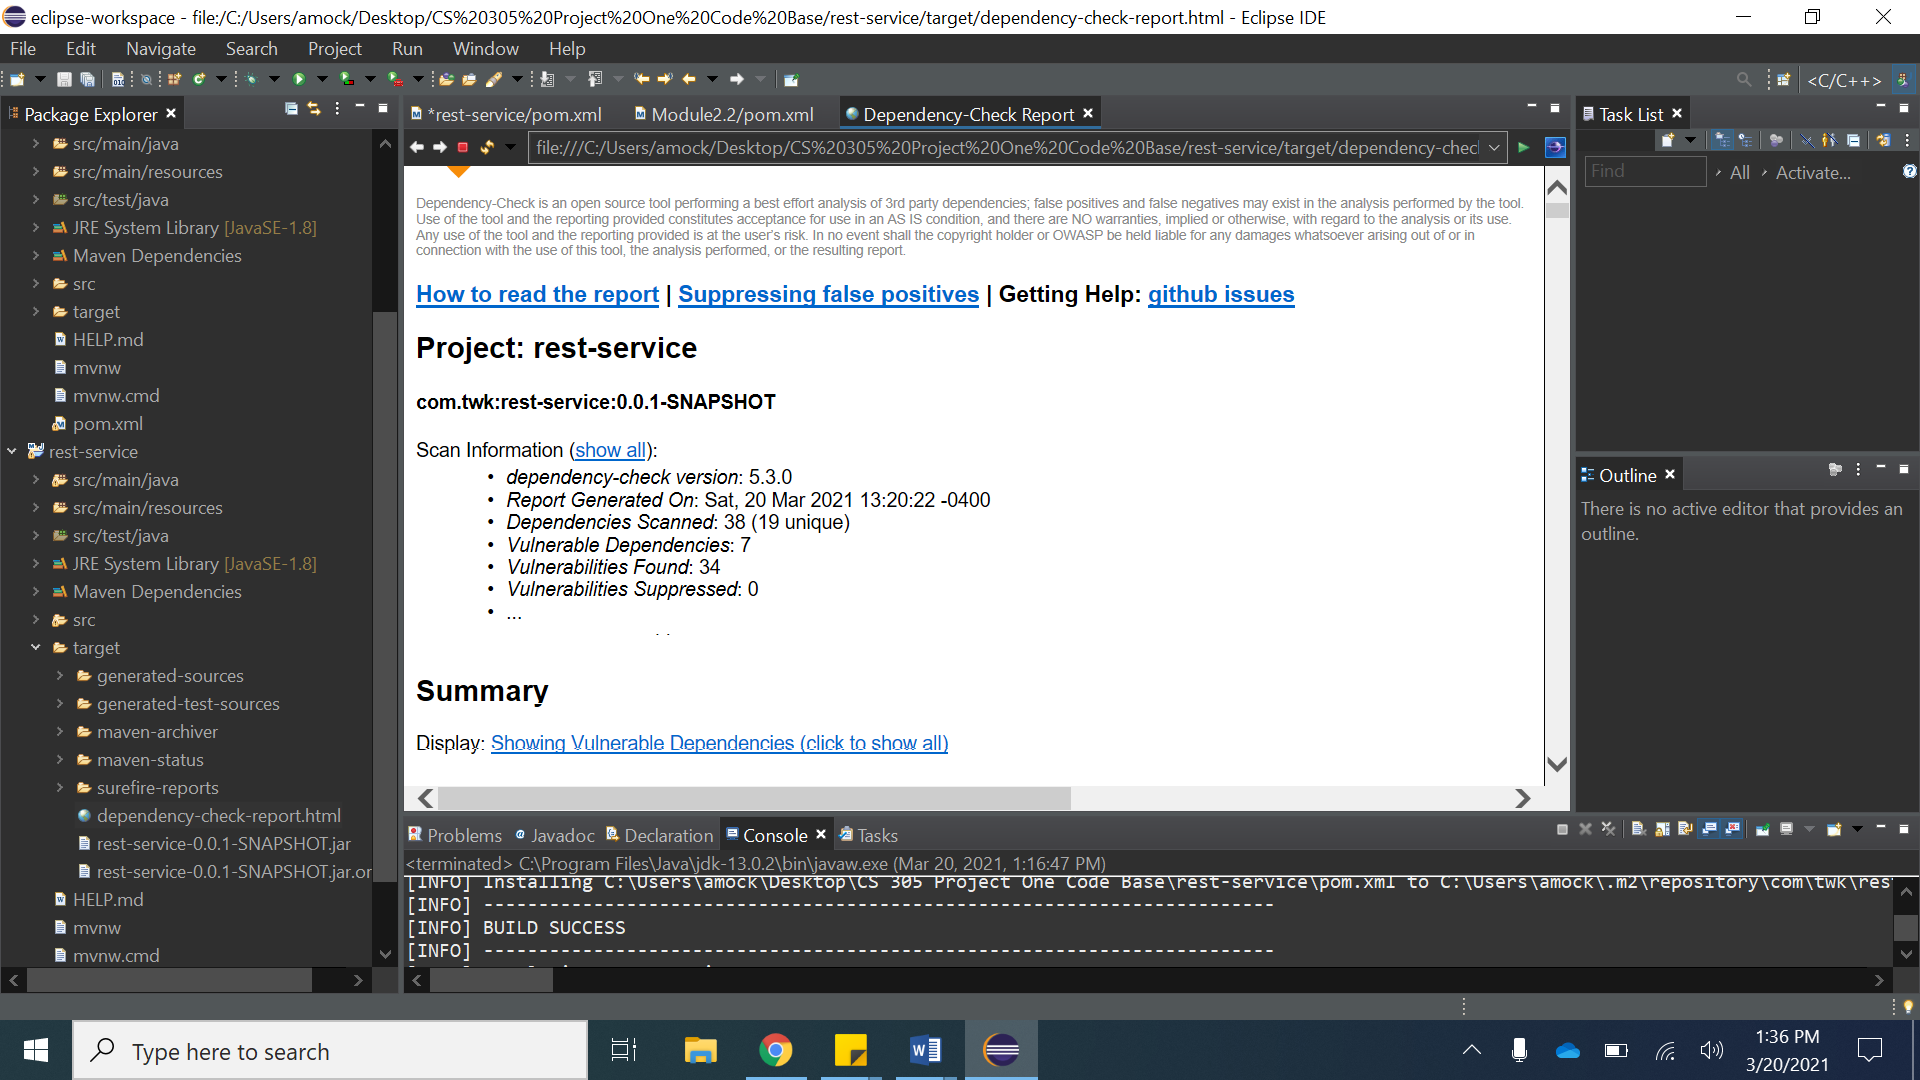 eclipse-workspace - file:/C:/Users/amock/Desktop/CS%20305%20Project%20One%20Code%20Base/rest-service/target/dependency-check-report.html - Eclipse IDE
File Edit Navigate Search Project Run Window Help
<C/C++>
Package Explorer
src/main/java
src/main/resources
src/test/java
JRE System Library [JavaSE-1.8]
Maven Dependencies
src
target
HELP.md
mvnw
mvnw.cmd
pom.xml
rest-service
src/main/java
src/main/resources
src/test/java
JRE System Library [JavaSE-1.8]
Maven Dependencies
src
target
generated-sources
generated-test-sources
maven-archiver
maven-status
surefire-reports
dependency-check-report.html
rest-service-0.0.1-SNAPSHOT.jar
rest-service-0.0.1-SNAPSHOT.jar.or
HELP.md
mvnw
mvnw.cmd
*rest-service/pom.xml Module2.2/pom.xml Dependency-Check Report
file:///C:/Users/amock/Desktop/CS%20305%20Project%20One%20Code%20Base/rest-service/target/dependency-chec
Dependency-Check is an open source tool performing a best effort analysis of 3rd party dependencies; false positives and false negatives may exist in the analysis performed by the tool.
Use of the tool and the reporting provided constitutes acceptance for use in an AS IS condition, and there are NO warranties, implied or otherwise, with regard to the analysis or its use.
Any use of the tool and the reporting provided is at the user's risk. In no event shall the copyright holder or OWASP be held liable for any damages whatsoever arising out of or in
connection with the use of this tool, the analysis performed, or the resulting report.
How to read the report | Suppressing false positives | Getting Help: github issues
Project: rest-service
com.twk:rest-service:0.0.1-SNAPSHOT
Scan Information (show all):
• dependency-check version: 5.3.0
• Report Generated On: Sat, 20 Mar 2021 13:20:22 -0400
• Dependencies Scanned: 38 (19 unique)
• Vulnerable Dependencies: 7
• Vulnerabilities Found: 34
• Vulnerabilities Suppressed: 0
• ...
Summary
Display: Showing Vulnerable Dependencies (click to show all)
Task List
Find All Activate...
Outline
There is no active editor that provides an
outline.
Problems Javadoc Declaration Console Tasks
<terminated> C:\Program Files\Java\jdk-13.0.2\bin\javaw.exe (Mar 20, 2021, 1:16:47 PM)
[INFO] Installing C:\Users\amock\Desktop\CS 305 Project One Code Base\rest-service\pom.xml to C:\Users\amock\.m2\repository\com\twk\res
[INFO] ------------------------------------------------------------------------
[INFO] BUILD SUCCESS
[INFO] ------------------------------------------------------------------------
Type here to search
1:36 PM
3/20/2021